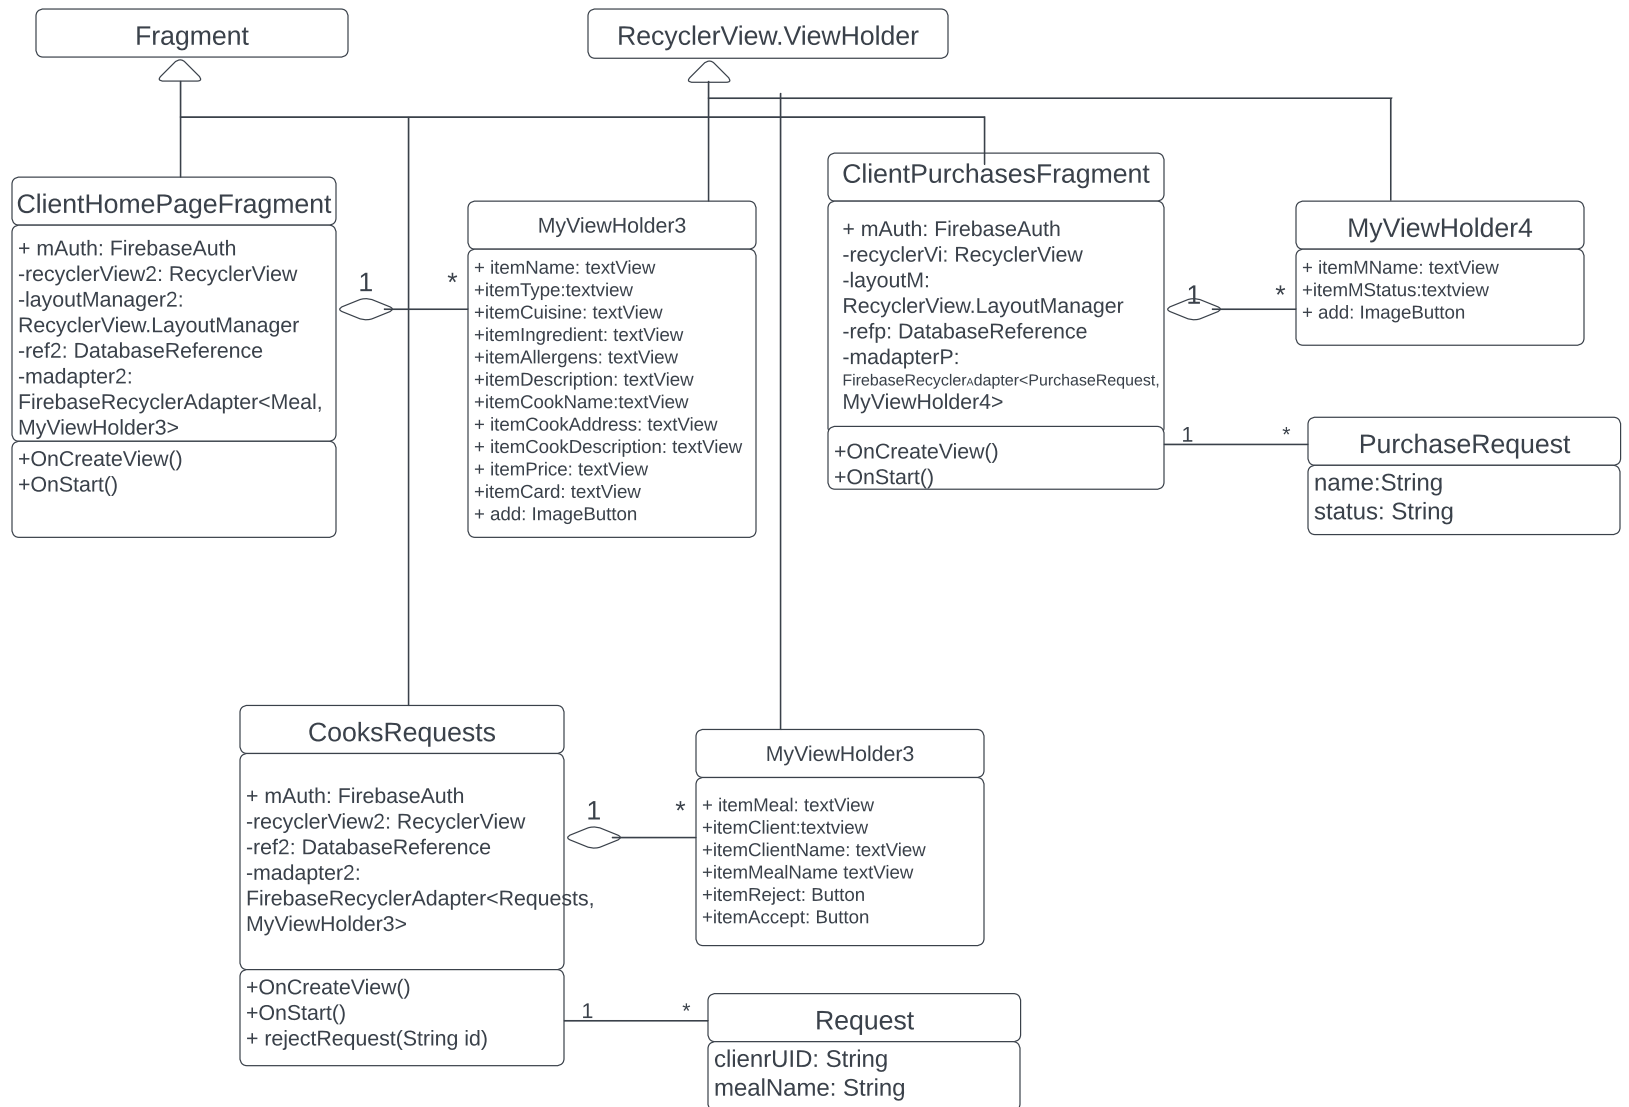 Fragment
RecyclerView.ViewHolder
ClientHomePageFragment
+ mAuth: FirebaseAuth
-recyclerView2: RecyclerView
-layoutManager2:
RecyclerView.LayoutManager
-ref2: DatabaseReference
-madapter2:
FirebaseRecyclerAdapter<Meal,
MyViewHolder3>
+OnCreateView()
+OnStart()
1
*
MyViewHolder3
+ itemName: textView
+itemType:textview
+itemCuisine: textView
+itemIngredient: textView
+itemAllergens: textView
+itemDescription: textView
+itemCookName:textView
+ itemCookAddress: textView
+ itemCookDescription: textView
+ itemPrice: textView
+itemCard: textView
+ add: ImageButton
ClientPurchasesFragment
+ mAuth: FirebaseAuth
-recyclerVi: RecyclerView
-layoutM:
RecyclerView.LayoutManager
-refp: DatabaseReference
-madapterP:
FirebaseRecyclerAdapter<PurchaseRequest,
MyViewHolder4>
+OnCreateView()
+OnStart()
1
*
MyViewHolder4
+ itemMName: textView
+itemMStatus:textview
+ add: ImageButton
1
*
PurchaseRequest
name:String
status: String
CooksRequests
+ mAuth: FirebaseAuth
-recyclerView2: RecyclerView
-ref2: DatabaseReference
-madapter2:
FirebaseRecyclerAdapter<Requests,
MyViewHolder3>
+OnCreateView()
+OnStart()
+ rejectRequest(String id)
1
*
MyViewHolder3
+ itemMeal: textView
+itemClient:textview
+itemClientName: textView
+itemMealName textView
+itemReject: Button
+itemAccept: Button
1
*
Request
clienrUID: String
mealName: String